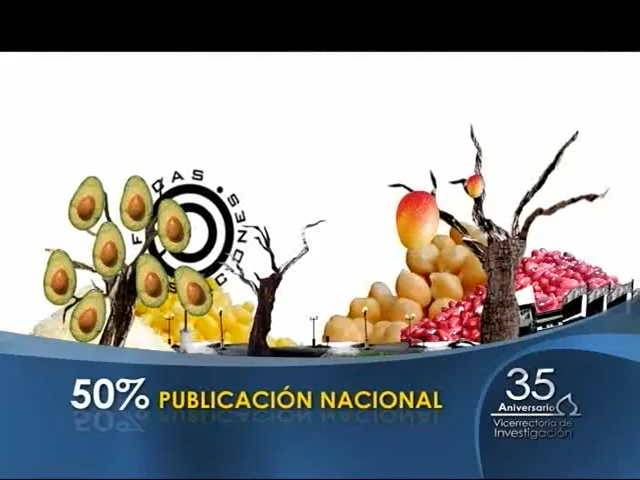 50% PUBLICACIÓN NACIONAL
35
Aniversario
Vicerrectoría de
Investigación